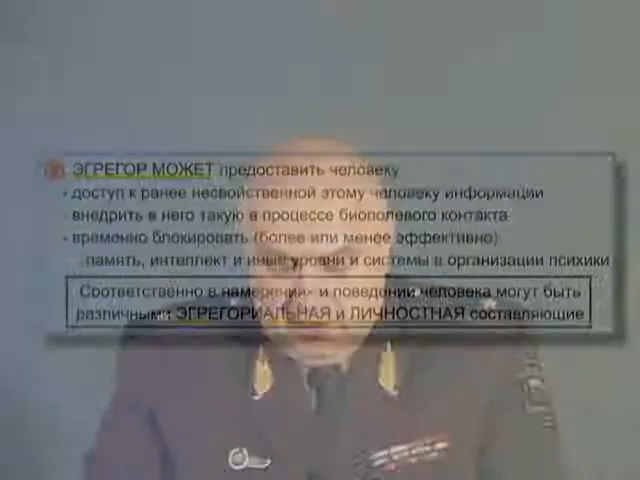 ЭГРЕГОР МОЖЕТ предоставить человеку
- доступ к ранее несвойственной этому человеку информации
- внедрить в него такую в процессе биополевого контакта
- временно блокировать (более или менее эффективно)
память, интеллект и иные уровни и системы в организации психики
Соответственно в намерениях и поведении человека могут быть
различными ЭГРЕГОРИАЛЬНАЯ и ЛИЧНОСТНАЯ составляющие